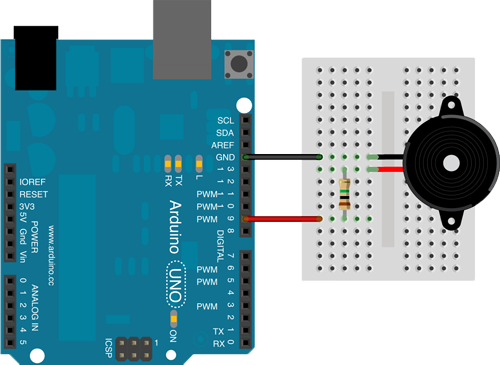 SCL
SDA
AREF
GND
13
12
PWM 11
PWM 10
PWM 9
8
DIGITAL
7
PWM 6
PWM 5
4
PWM 3
2
TX 1
RX 0
RX
TX
L
Arduino
UNO
ON
IOREF
RESET
3V3
5V
Gnd
Vin
POWER
www.arduino.cc
ANALOG IN
0
1
2
3
4
5
ICSP
1